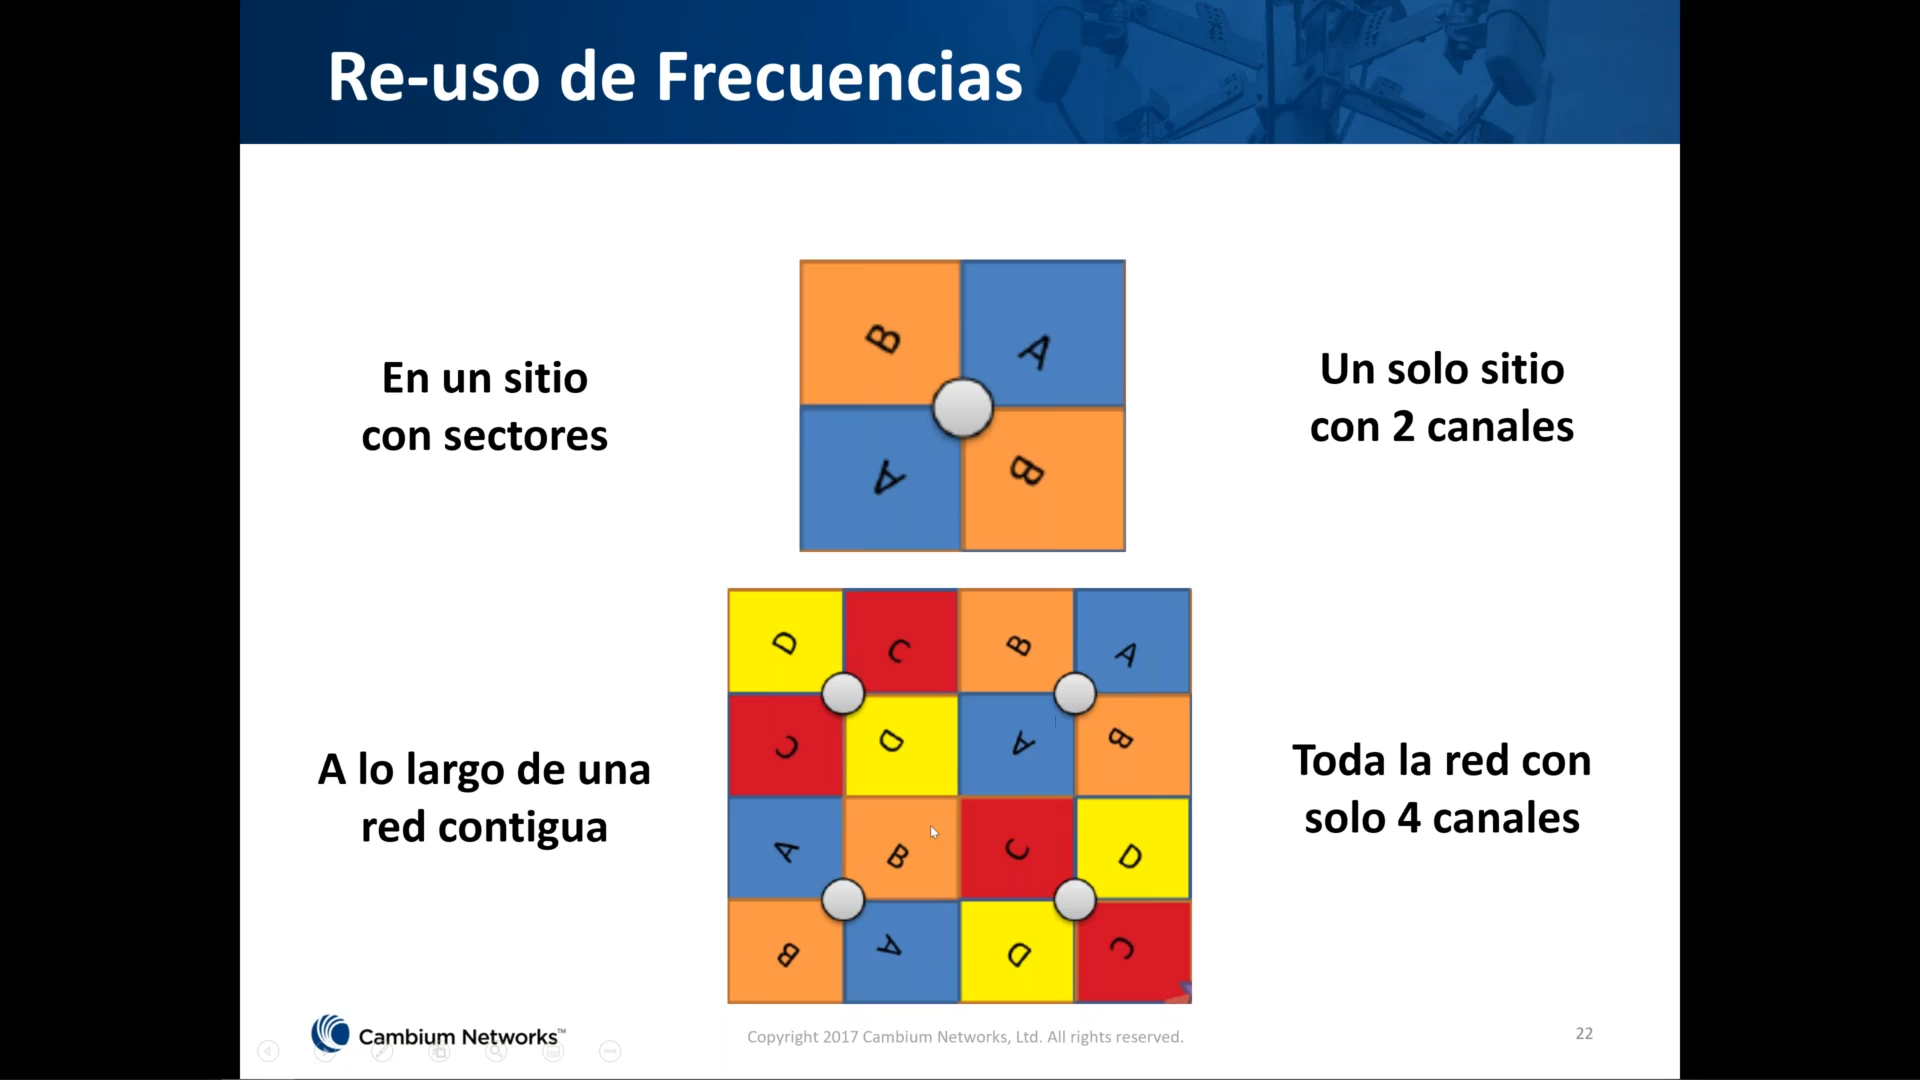 Re-uso de Frecuencias
En un sitio
con sectores
B A
A B
Un solo sitio
con 2 canales
A lo largo de una
red contigua
D C B A
C D A B
A B C D
B A D C
Toda la red con
solo 4 canales
Cambium Networks™
Copyright 2017 Cambium Networks, Ltd. All rights reserved.
22